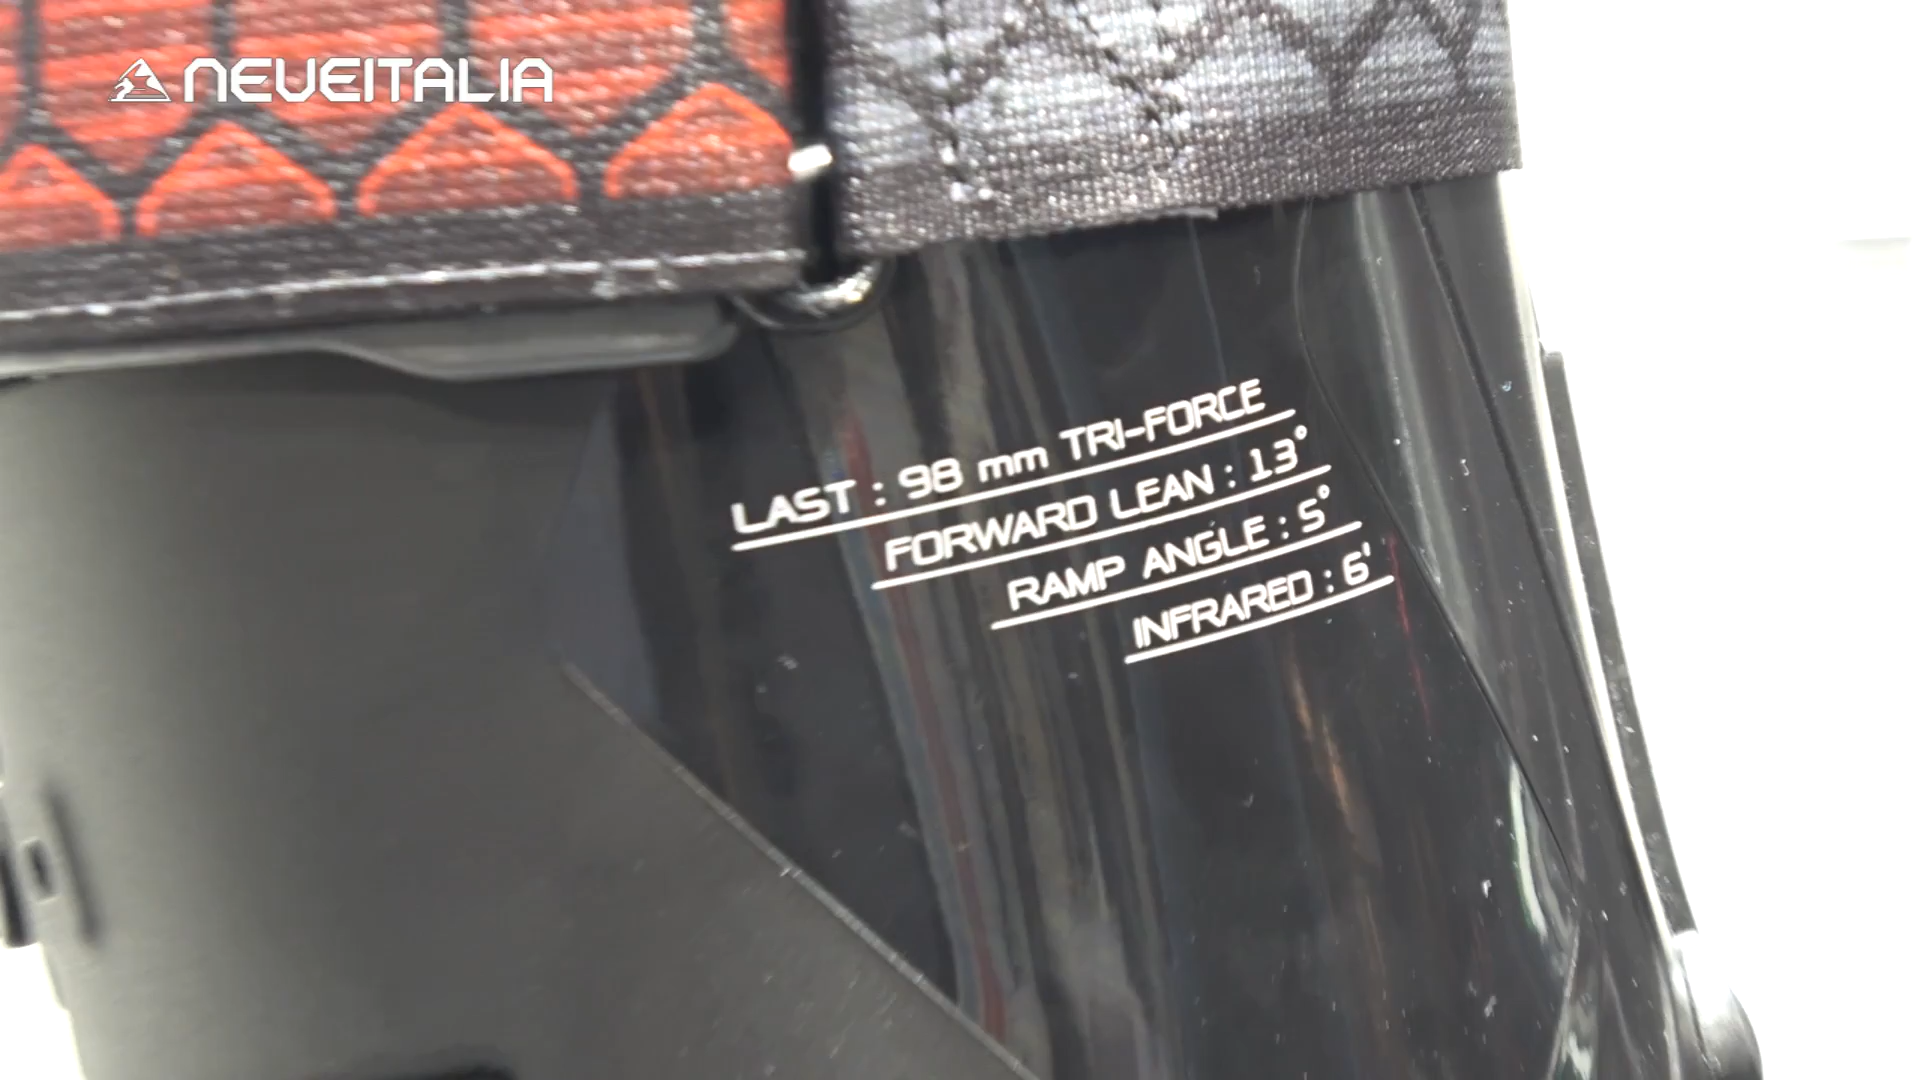 NEVEITALIA
LAST : 98 mm TRI-FORCE
FORWARD LEAN : 13°
RAMP ANGLE : 5°
INFRARED : 6'